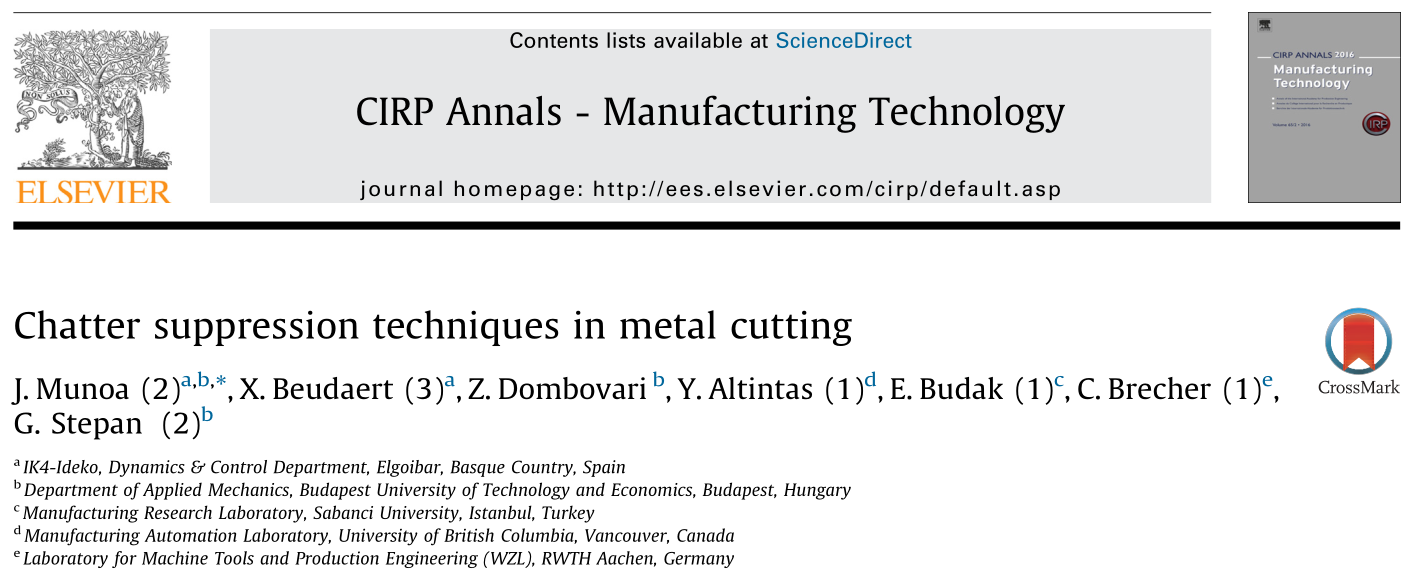 Contents lists available at ScienceDirect
CIRP Annals - Manufacturing Technology
journal homepage: http://ees.elsevier.com/cirp/default.asp
NON SOLUS
ELSEVIER
CIRP ANNALS 2016
Manufacturing
Technology
CIRP
Chatter suppression techniques in metal cutting
CrossMark
J. Munoa (2)a,b,*, X. Beudaert (3)a, Z. Dombovari b, Y. Altintas (1)d, E. Budak (1)c, C. Brecher (1)e,
G. Stepan (2)b
a IK4-Ideko, Dynamics & Control Department, Elgoibar, Basque Country, Spain
b Department of Applied Mechanics, Budapest University of Technology and Economics, Budapest, Hungary
c Manufacturing Research Laboratory, Sabanci University, Istanbul, Turkey
d Manufacturing Automation Laboratory, University of British Columbia, Vancouver, Canada
e Laboratory for Machine Tools and Production Engineering (WZL), RWTH Aachen, Germany